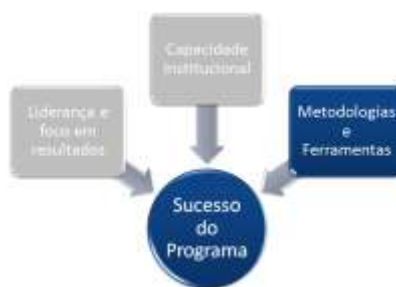 Capacidade
Institucional
Liderança e
foco em
resultados
Metodologias
e
Ferramentas
Sucesso
do
Programa